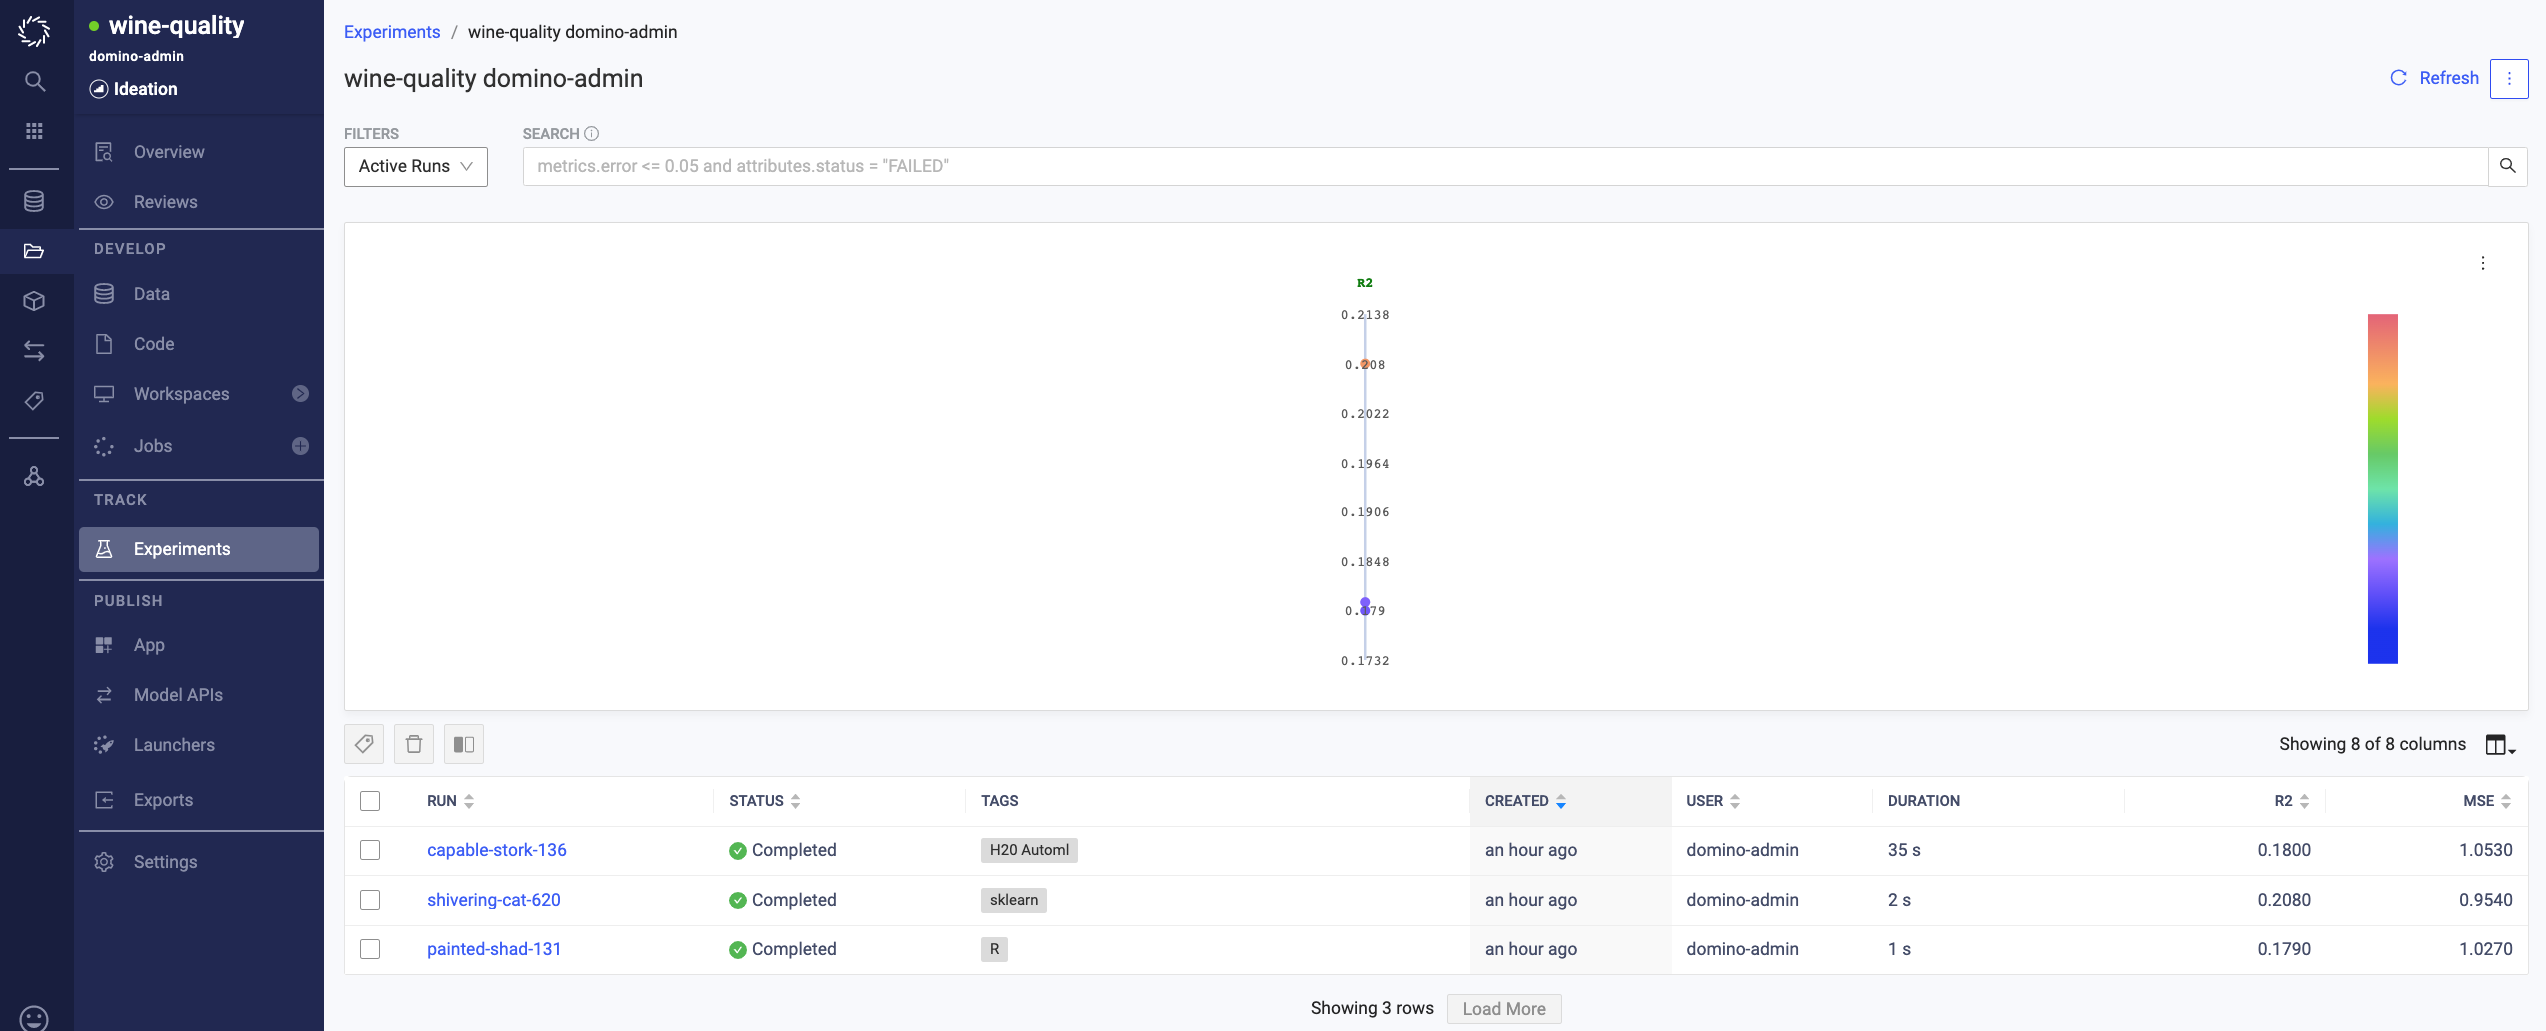 wine-quality
domino-admin
Ideation
Overview
Reviews
DEVELOP
Data
Code
Workspaces
Jobs
TRACK
Experiments
PUBLISH
App
Model APIs
Launchers
Exports
Settings
Experiments / wine-quality domino-admin
wine-quality domino-admin
Refresh
FILTERS
SEARCH
Active Runs
metrics.error <= 0.05 and attributes.status = "FAILED"
R2
0.2138
0.208
0.2022
0.1964
0.1906
0.1848
0.179
0.1732
Showing 8 of 8 columns
RUN STATUS TAGS CREATED USER DURATION R2 MSE
capable-stork-136 Completed H20 Automl an hour ago domino-admin 35 s 0.1800 1.0530
shivering-cat-620 Completed sklearn an hour ago domino-admin 2 s 0.2080 0.9540
painted-shad-131 Completed R an hour ago domino-admin 1 s 0.1790 1.0270
Showing 3 rows Load More